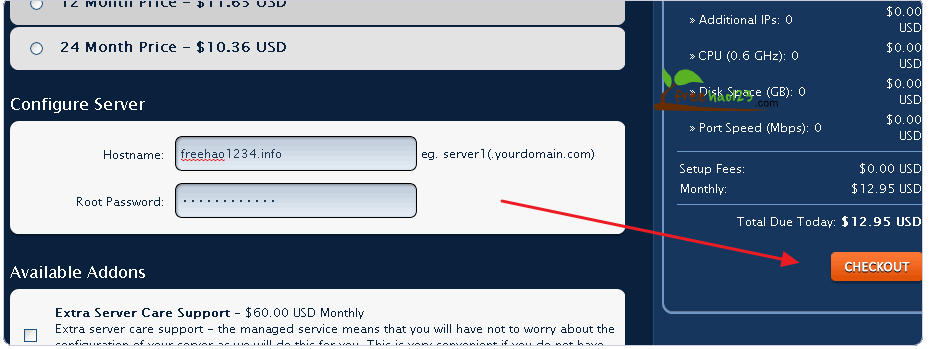 12 Month Price - $11.65 USD
24 Month Price - $10.36 USD
Configure Server
Hostname: freehao1234.info eg. server1(.yourdomain.com)
Root Password: ············
Available Addons
Extra Server Care Support - $60.00 USD Monthly
Extra server care support - the managed service means that you will have not to worry about the
configuration of your server as we will do this for you. This is very convenient if you do not have
» Additional IPs: 0 $0.00
USD
» CPU (0.6 GHz): 0 $0.00
USD
» Disk Space (GB): 0 $0.00
USD
freehao123
.com
» Port Speed (Mbps): 0 $0.00
USD
Setup Fees: $0.00 USD
Monthly: $12.95 USD
Total Due Today: $12.95 USD
CHECKOUT